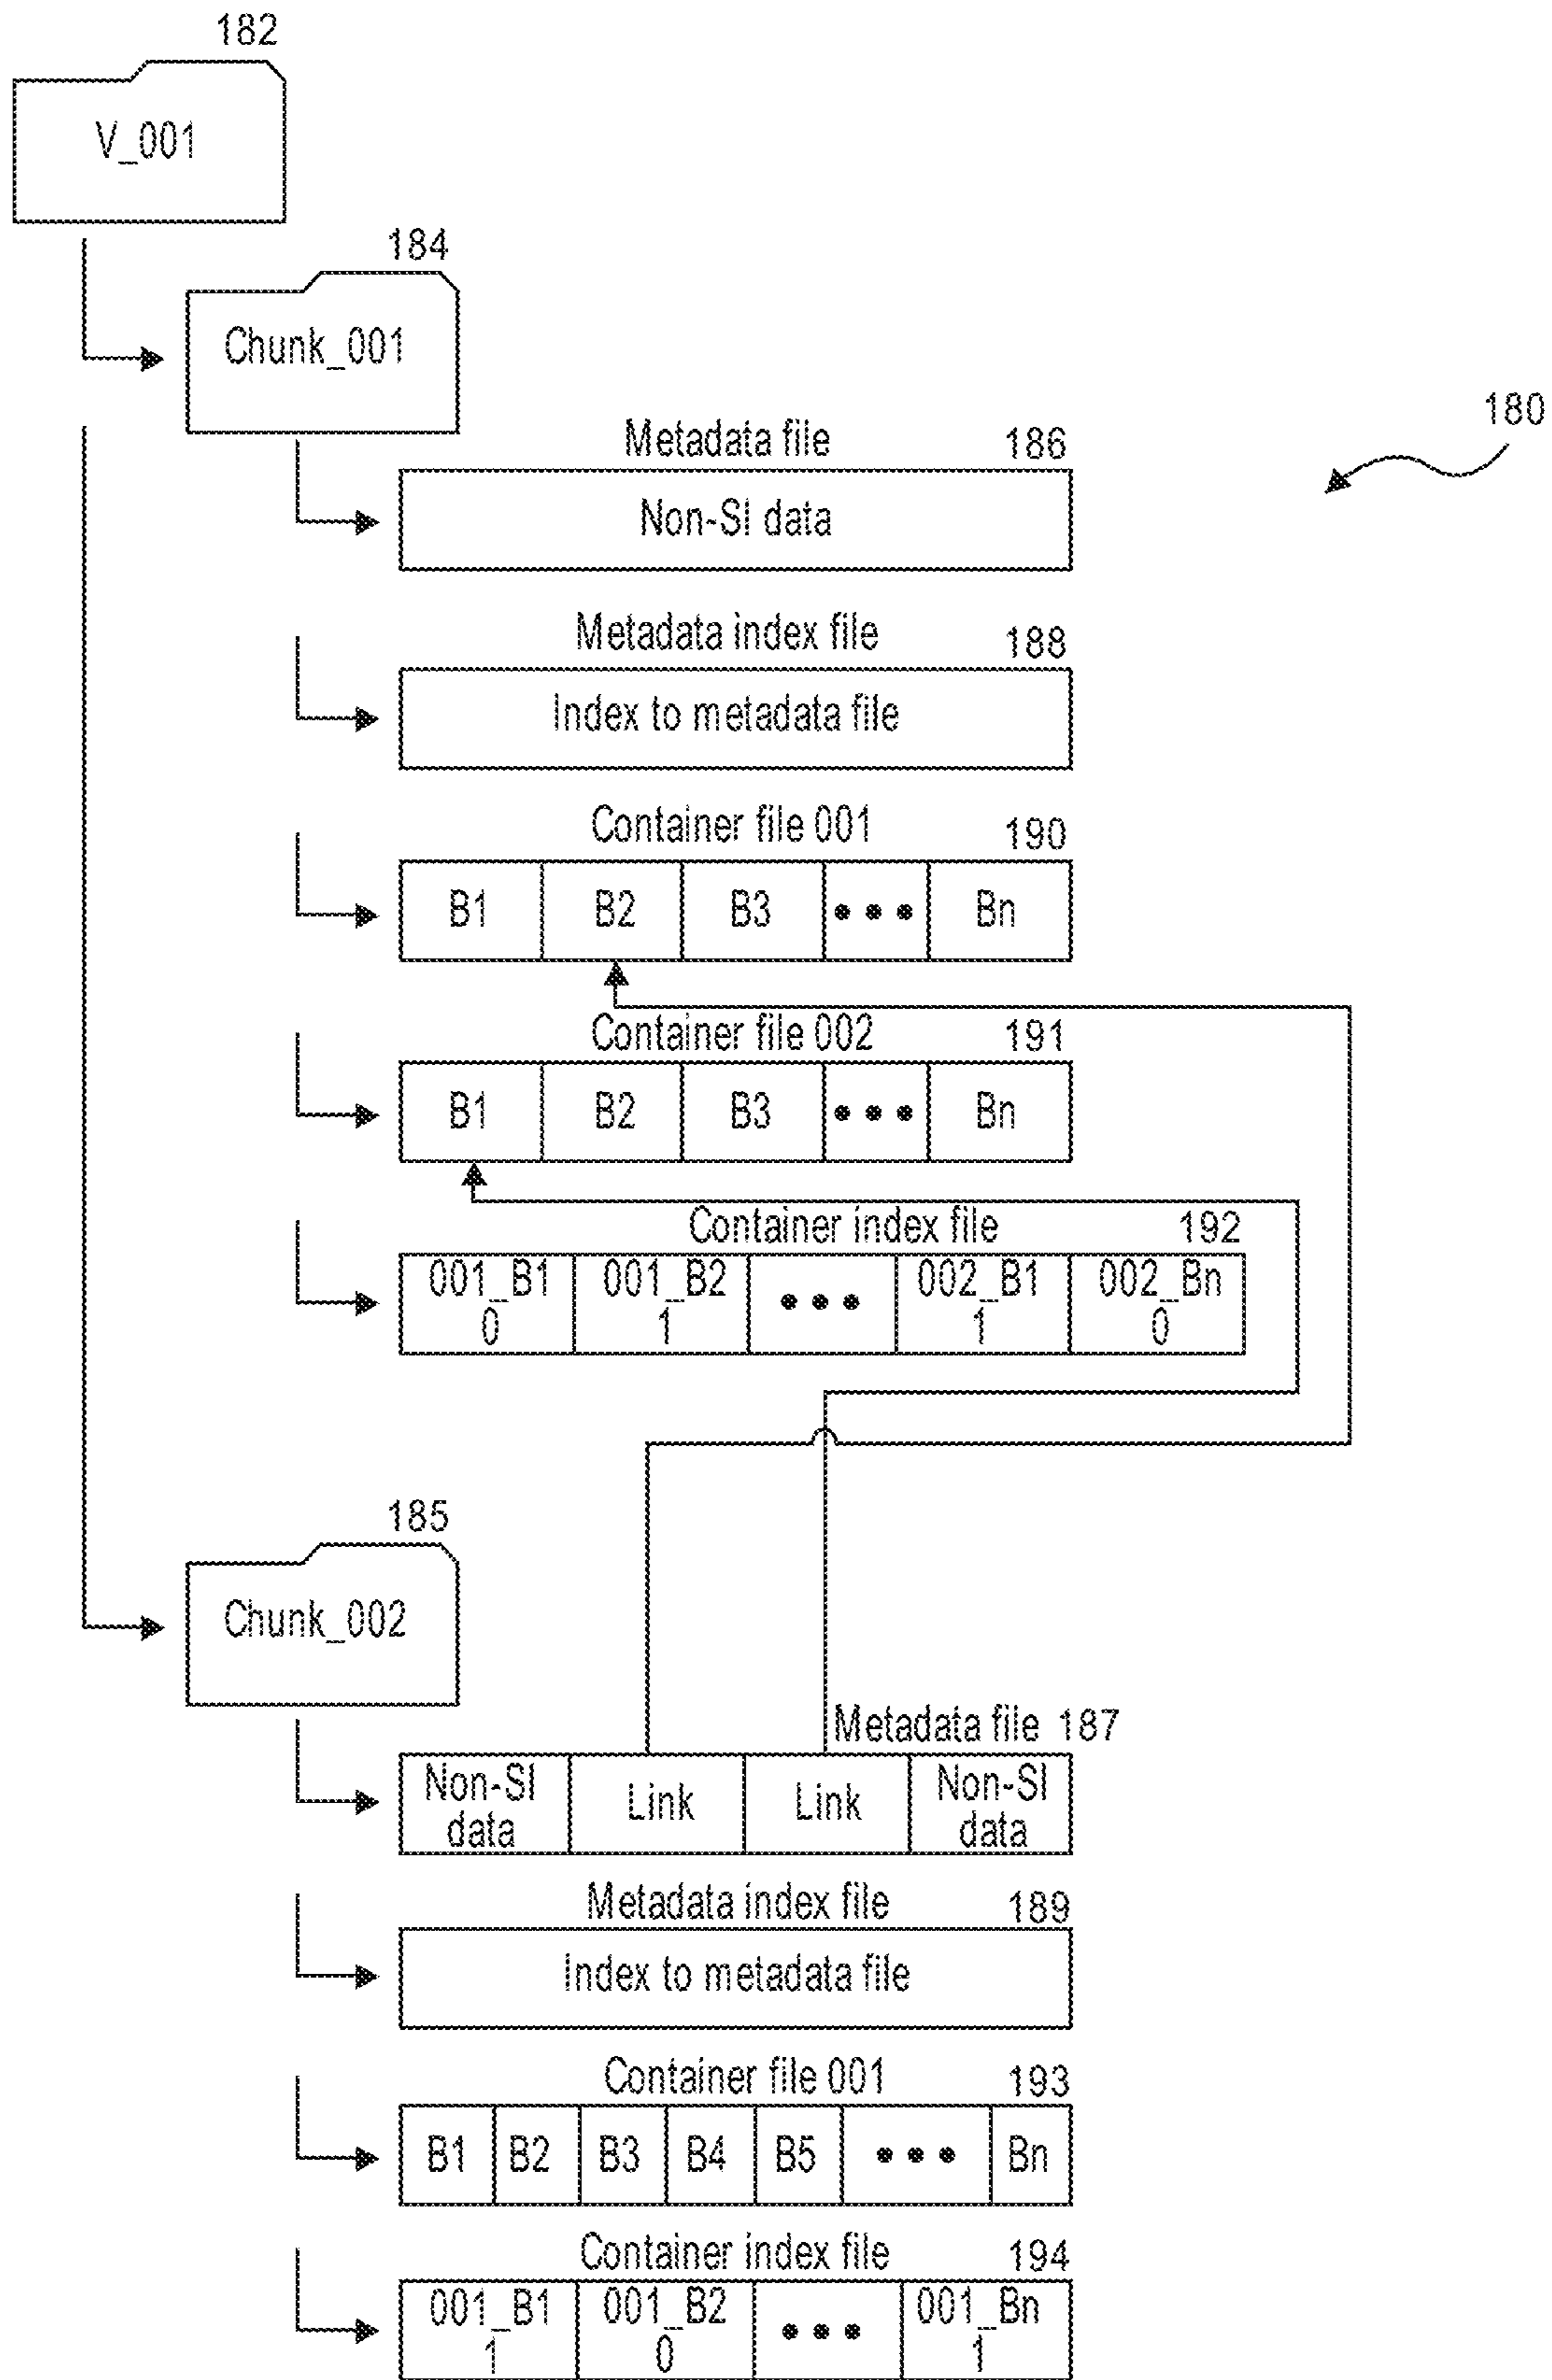 182
V_001
184
Chunk_001
180
Metadata file 186
Non-SI data
Metadata index file 188
Index to metadata file
Container file 001 190
B1 B2 B3 ••• Bn
Container file 002 191
B1 B2 B3 ••• Bn
Container index file 192
001_B1 001_B2 ••• 002_B1 002_Bn
0 1 1 0
185
Chunk_002
Metadata file 187
Non-SI Link Link Non-SI
data data
Metadata index file 189
Index to metadata file
Container file 001 193
B1 B2 B3 B4 B5 ••• Bn
Container index file 194
001_B1 001_B2 ••• 001_Bn
1 0 1